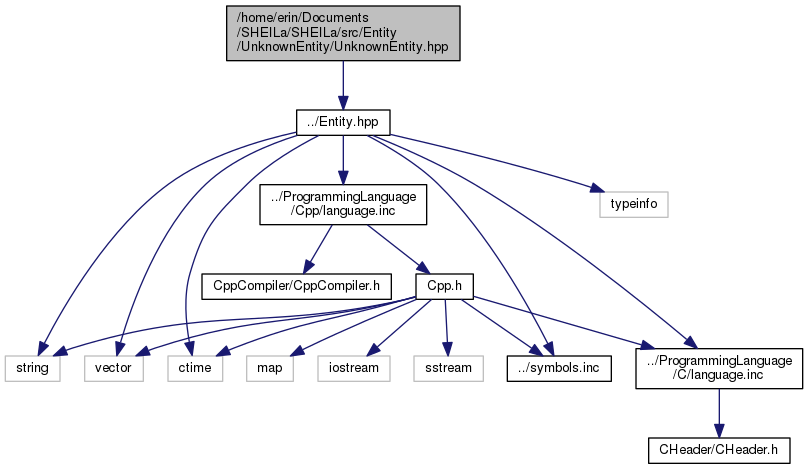 /home/erin/Documents
/SHEILa/SHEILa/src/Entity
/UnknownEntity/UnknownEntity.hpp
../Entity.hpp
../ProgrammingLanguage
/Cpp/language.inc
typeinfo
CppCompiler/CppCompiler.h
Cpp.h
string
vector
ctime
map
iostream
sstream
../symbols.inc
../ProgrammingLanguage
/C/language.inc
CHeader/CHeader.h